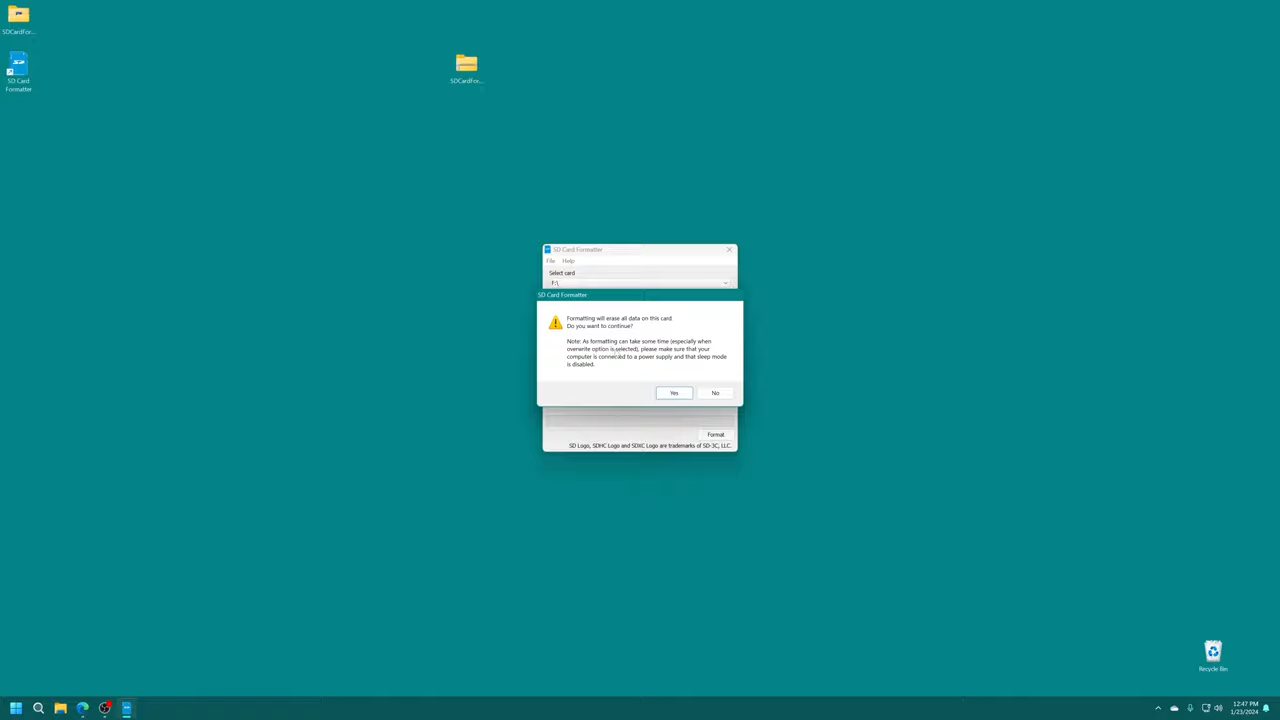 SDCardFor...
SD Card
Formatter
SDCardFor...
SD Card Formatter
File Help
Select card
F:\
SD Card Formatter
Formatting will erase all data on this card.
Do you want to continue?
Note: As formatting can take some time (especially when
overwrite option is selected), please make sure that your
computer is connected to a power supply and that sleep mode
is disabled.
Yes No
Format
SD Logo, SDHC Logo and SDXC Logo are trademarks of SD-3C, LLC.
Recycle Bin
12:47 PM
1/23/2024